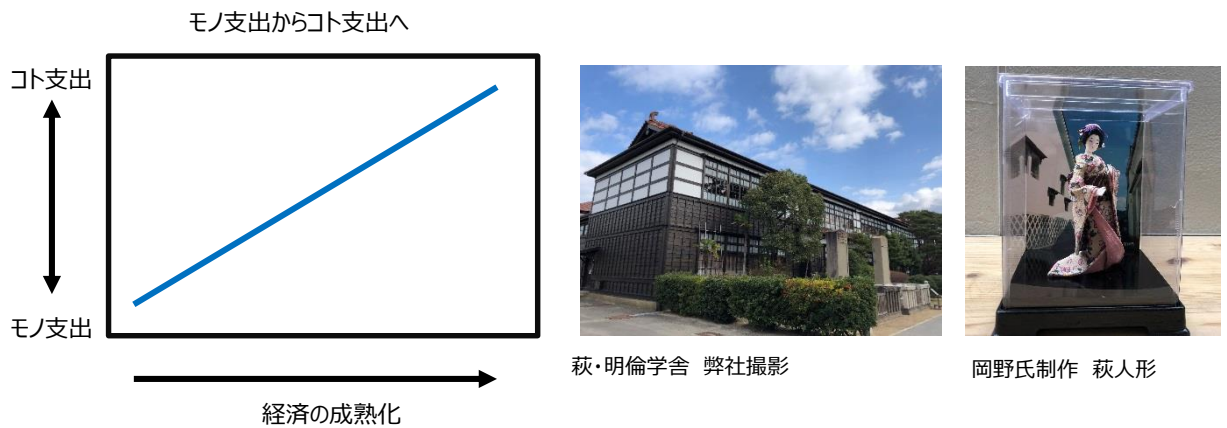 モノ支出からコト支出へ
コト支出
モノ支出
経済の成熟化
萩・明倫学舎 弊社撮影
岡野氏制作 萩人形